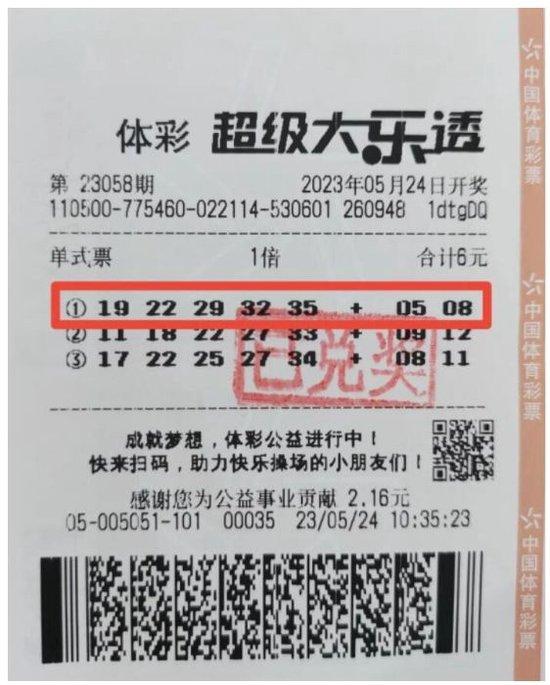 体彩 超级大乐透
第 23058期 2023年05月24日开奖
110500-775460-022114-530601 260948 1dtgDQ
单式票 1倍 合计6元
① 19 22 29 32 35 + 05 08
② 11 18 22 27 33 + 09 12
③ 17 22 25 27 34 + 08 11
已兑奖
成就梦想，体彩公益进行中！
快来扫码，助力快乐操场的小朋友们！
感谢您为公益事业贡献 2.16元
05-005051-101 00035 23/05/24 10:35:23
中国体育彩票
中国体育彩票
中国体育彩票